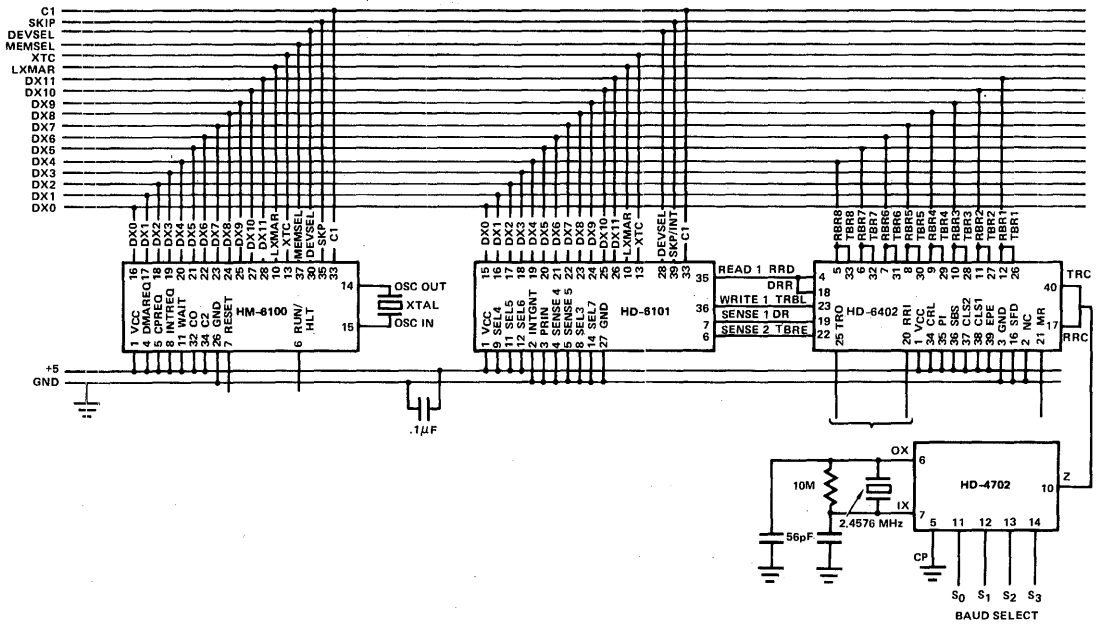 C1
SKIP
DEVSEL
MEMSEL
XTC
LXMAR
DX11
DX10
DX9
DX8
DX7
DX6
DX5
DX4
DX3
DX2
DX1
DX0
DX0 DX1 DX2 DX3 DX4 DX5 DX6 DX7 DX8 DX9 DX10 DX11 LXMAR XTC MEMSEL DEVSEL SKP C1
16 17 18 19 20 21 22 23 24 25 27 28 10 13 37 30 35 33
HM-6100
VCC DMAREQ CPREQ INTREQ WAIT CO C2 GND RESET RUN/HLT
1 4 5 8 11 32 34 26 7 6
14 OSC OUT
XTAL
15 OSC IN
DX0 DX1 DX2 DX3 DX4 DX5 DX6 DX7 DX8 DX9 DX10 DX11 LXMAR XTC DEVSEL SKP/INT C1
15 16 17 18 19 20 21 22 23 24 25 26 10 13 28 39 33
HD-6101
VCC SEL4 SEL5 SEL6 INTGNT PRIN SENSE 4 SENSE 5 SEL3 SEL7 GND
1 9 11 12 2 3 4 5 8 14 27
35 READ 1 RRD 4
DRR 18
36 WRITE 1 TRBL 23
7 SENSE 1 DR 19
6 SENSE 2 TBRE 22
RBR8 TBR8 RBR7 TBR7 RBR6 TBR6 RBR5 TBR5 RBR4 TBR4 RBR3 TBR3 RBR2 TBR2 RBR1 TBR1
5 33 6 32 7 31 8 30 9 29 10 28 11 27 12 26
HD-6402
TRO RRI VCC CRL PI SBS CLS2 CLS1 EPE GND SFD NC MR
25 20 1 34 35 36 37 38 39 3 16 2 21
TRC
40
17
RRC
+5
GND
.1μF
OX
6
10M
HD-4702
Z
10
IX
7
2.4576 MHz
56pF
5 11 12 13 14
CP
S0 S1 S2 S3
BAUD SELECT